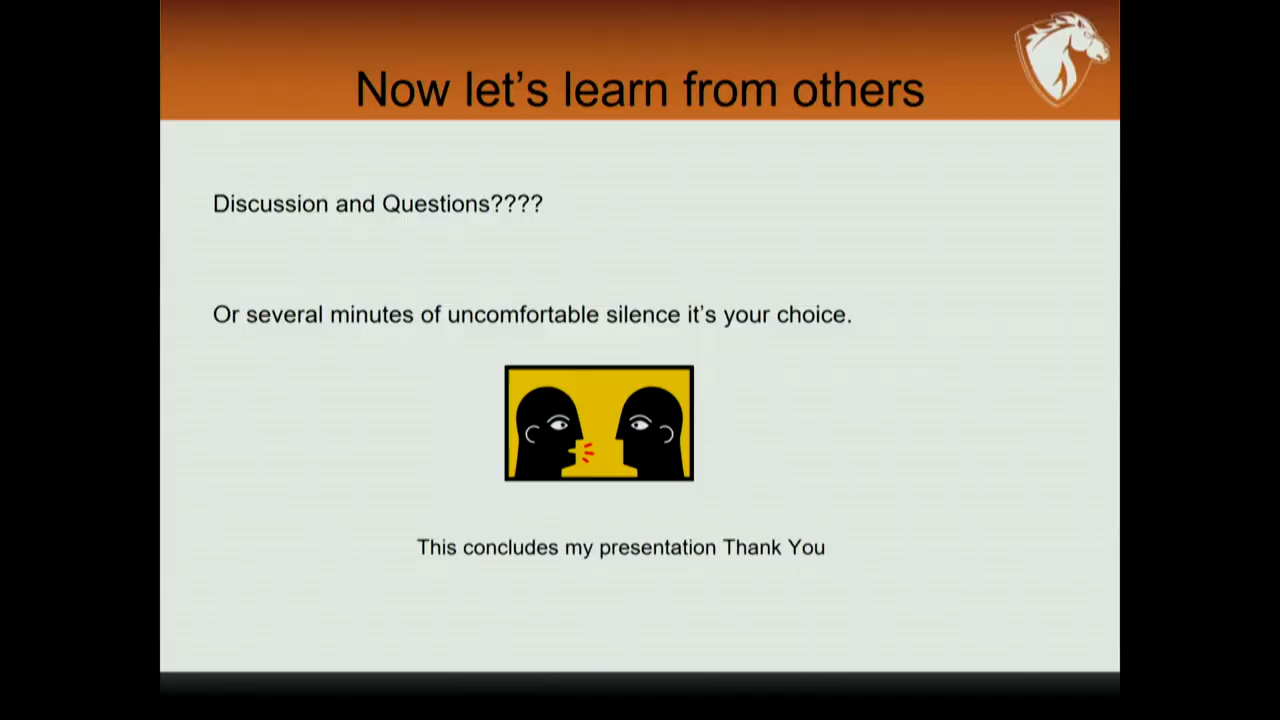 Now let’s learn from others
Discussion and Questions????
Or several minutes of uncomfortable silence it’s your choice.
This concludes my presentation Thank You